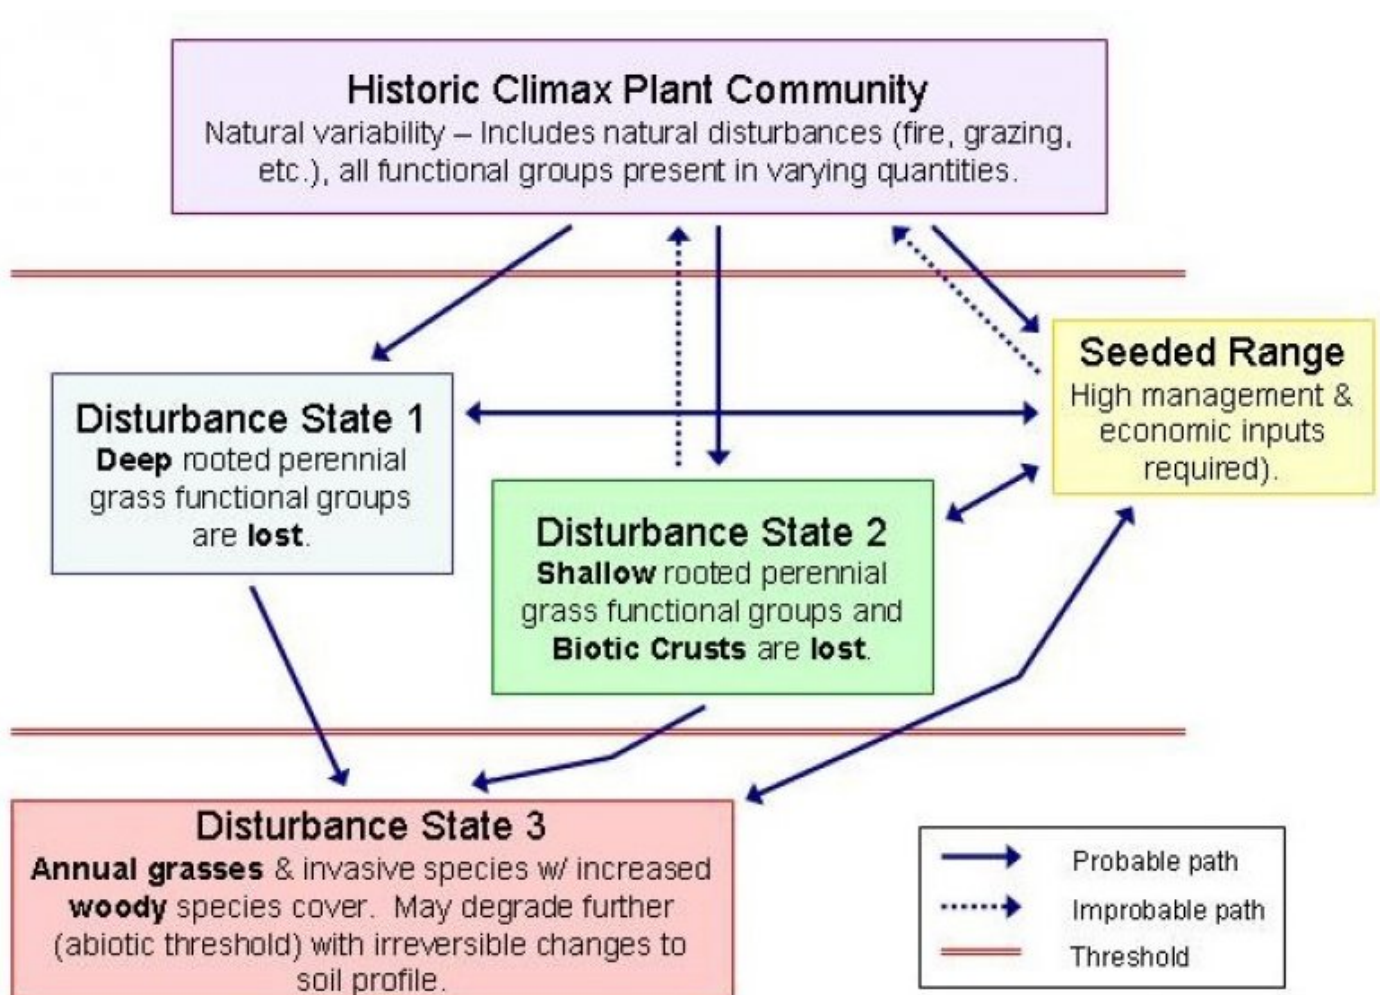 Historic Climax Plant Community
Natural variability – Includes natural disturbances (fire, grazing,
etc.), all functional groups present in varying quantities.
Seeded Range
High management &
economic inputs
required).
Disturbance State 1
Deep rooted perennial
grass functional groups
are lost.
Disturbance State 2
Shallow rooted perennial
grass functional groups and
Biotic Crusts are lost.
Disturbance State 3
Annual grasses & invasive species w/ increased
woody species cover. May degrade further
(abiotic threshold) with irreversible changes to
soil profile.
Probable path
Improbable path
Threshold